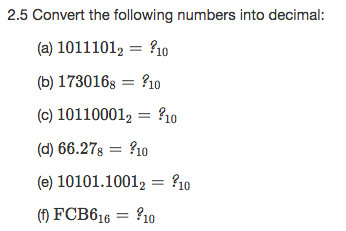 2.5 Convert the following numbers into decimal:
(a) 1011101₂ = ?₁₀
(b) 173016₈ = ?₁₀
(c) 10110001₂ = ?₁₀
(d) 66.27₈ = ?₁₀
(e) 10101.1001₂ = ?₁₀
(f) FCB6₁₆ = ?₁₀